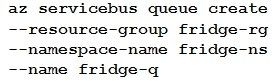 az servicebus queue create
--resource-group fridge-rg
--namespace-name fridge-ns
--name fridge-q